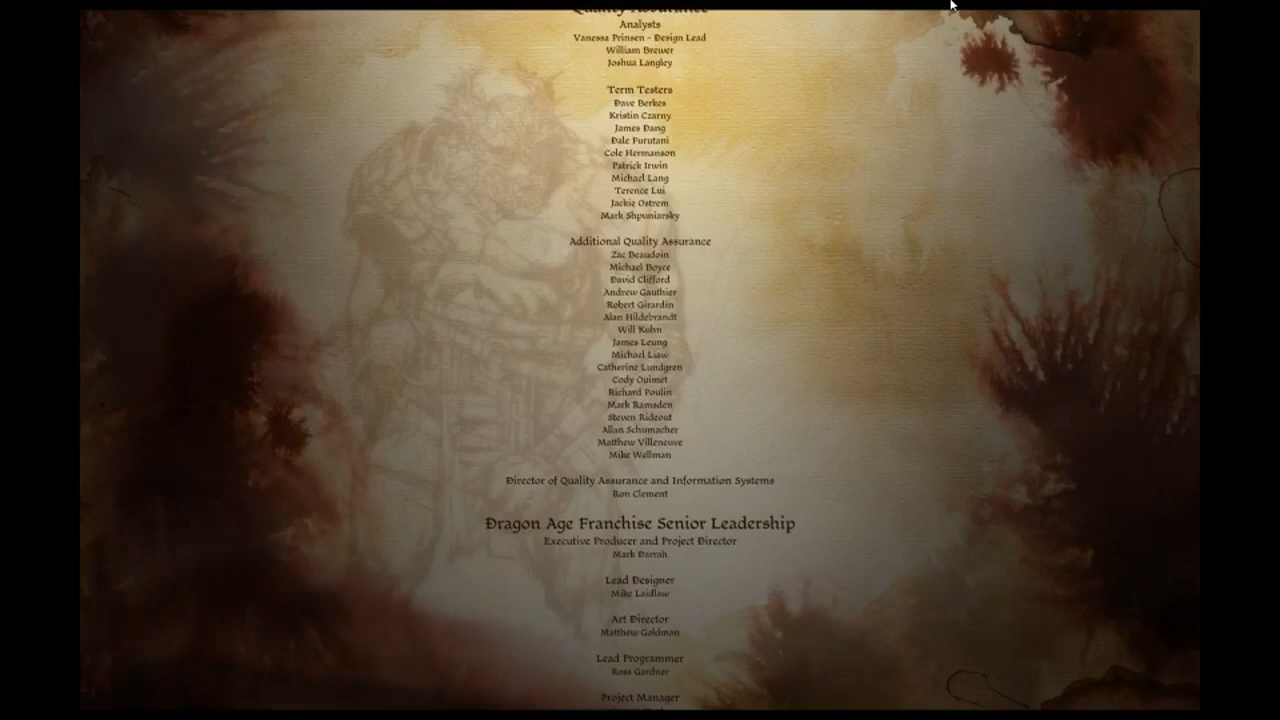 Quality Assurance
Analysts
Vanessa Prinsen - Design Lead
William Brewer
Joshua Langley
Term Testers
Dave Berkes
Kristin Czarny
James Dang
Dale Furutani
Cole Hermanson
Patrick Irwin
Michael Lang
Terence Lui
Jackie Ostrem
Mark Shpuniarsky
Additional Quality Assurance
Zac Beaudoin
Michael Boyce
David Clifford
Andrew Gauthier
Robert Girardin
Alan Hildebrandt
Will Kuhn
James Leung
Michael Liaw
Catherine Lundgren
Cody Ouimet
Richard Poulin
Mark Ramsden
Steven Rideout
Allan Schumacher
Matthew Villeneuve
Mike Wellman
Director of Quality Assurance and Information Systems
Ron Clement
Dragon Age Franchise Senior Leadership
Executive Producer and Project Director
Mark Darrah
Lead Designer
Mike Laidlaw
Art Director
Matthew Goldman
Lead Programmer
Ross Gardner
Project Manager